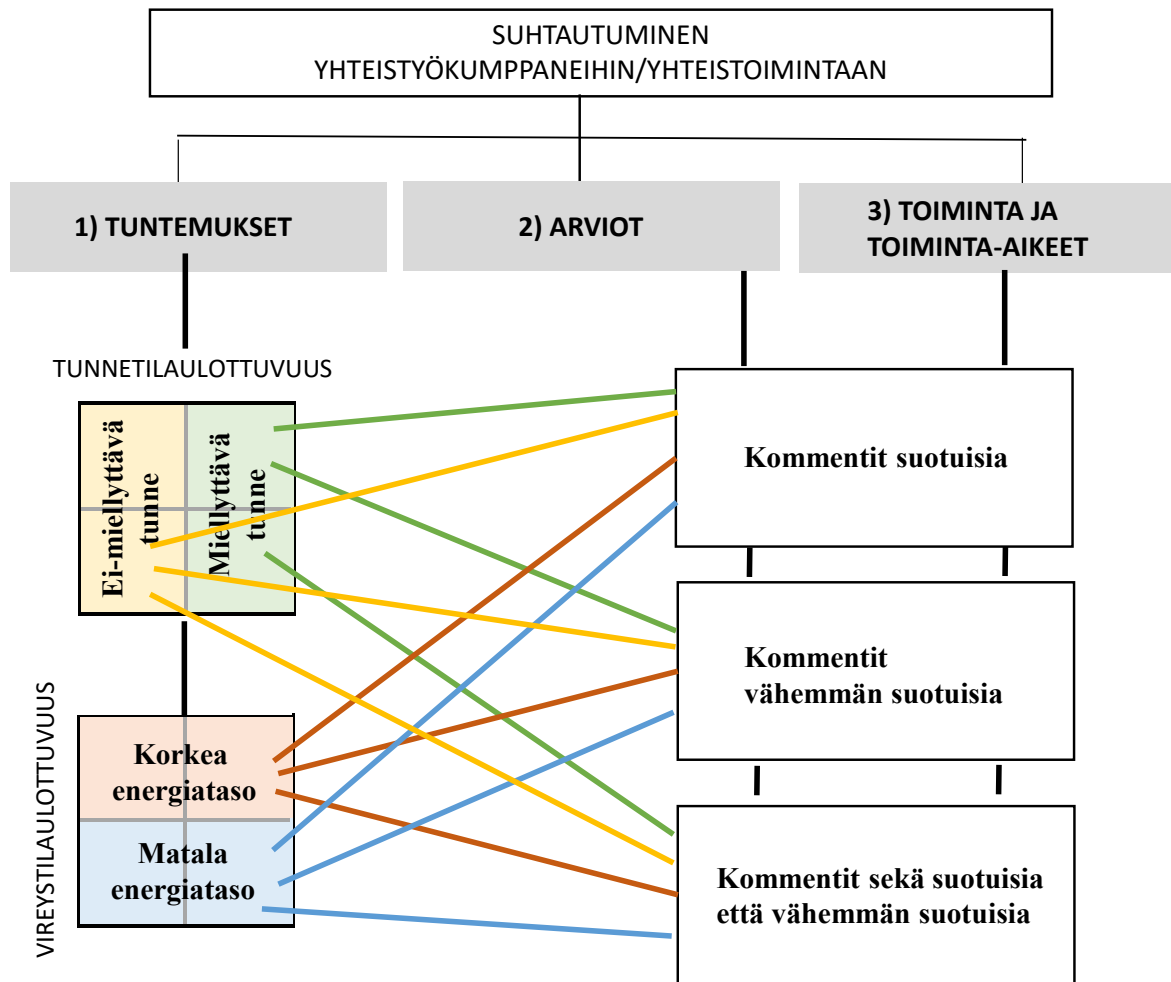 SUHTAUTUMINEN
YHTEISTYÖKUMPPANEIHIN/YHTEISTOIMINTAAN
1) TUNTEMUKSET
2) ARVIOT
3) TOIMINTA JA
TOIMINTA-AIKEET
TUNNETILAULOTTUVUUS
Ei-miellyttävä
tunne
Miellyttävä
tunne
Kommentit suotuisia
Kommentit
vähemmän suotuisia
VIREYSTILAULOTTUVUUS
Korkea
energiataso
Matala
energiataso
Kommentit sekä suotuisia
että vähemmän suotuisia